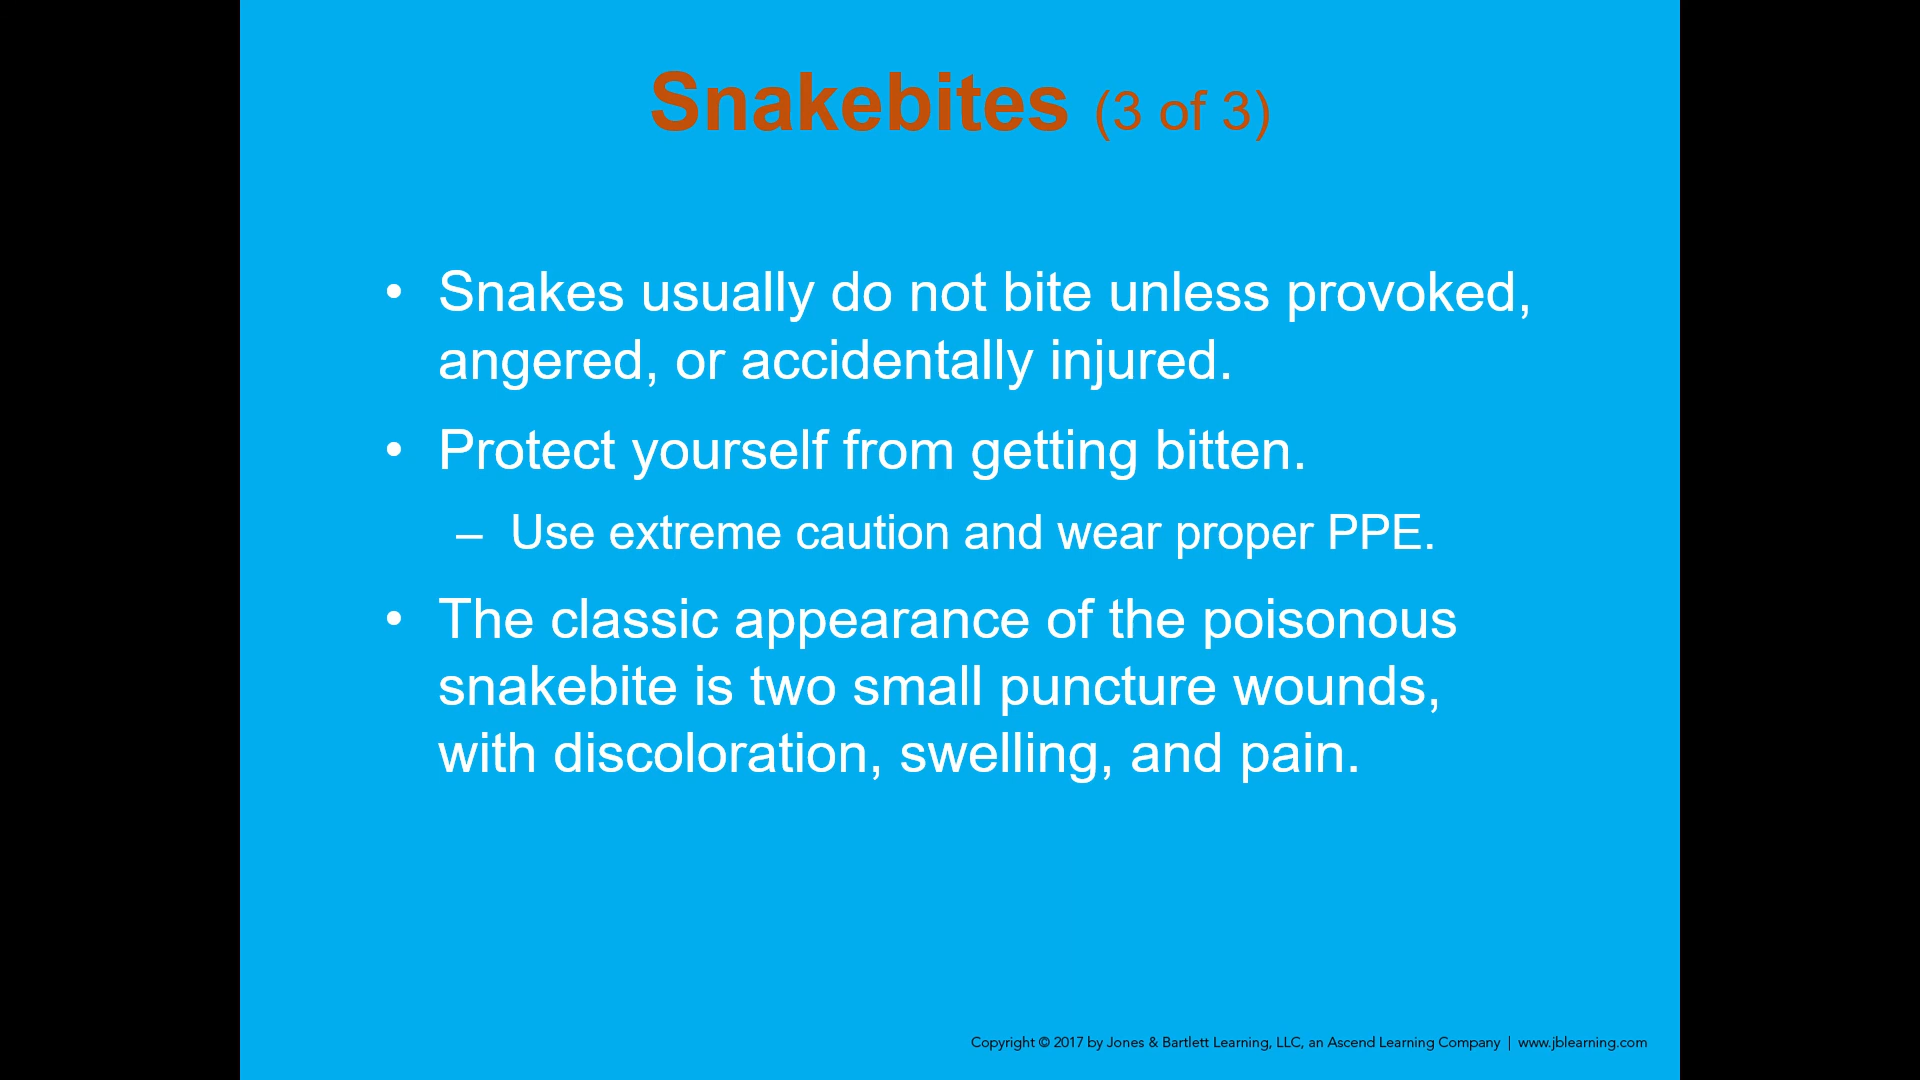 Snakebites (3 of 3)
• Snakes usually do not bite unless provoked,
angered, or accidentally injured.
• Protect yourself from getting bitten.
– Use extreme caution and wear proper PPE.
• The classic appearance of the poisonous
snakebite is two small puncture wounds,
with discoloration, swelling, and pain.
Copyright © 2017 by Jones & Bartlett Learning, LLC, an Ascend Learning Company | www.jblearning.com